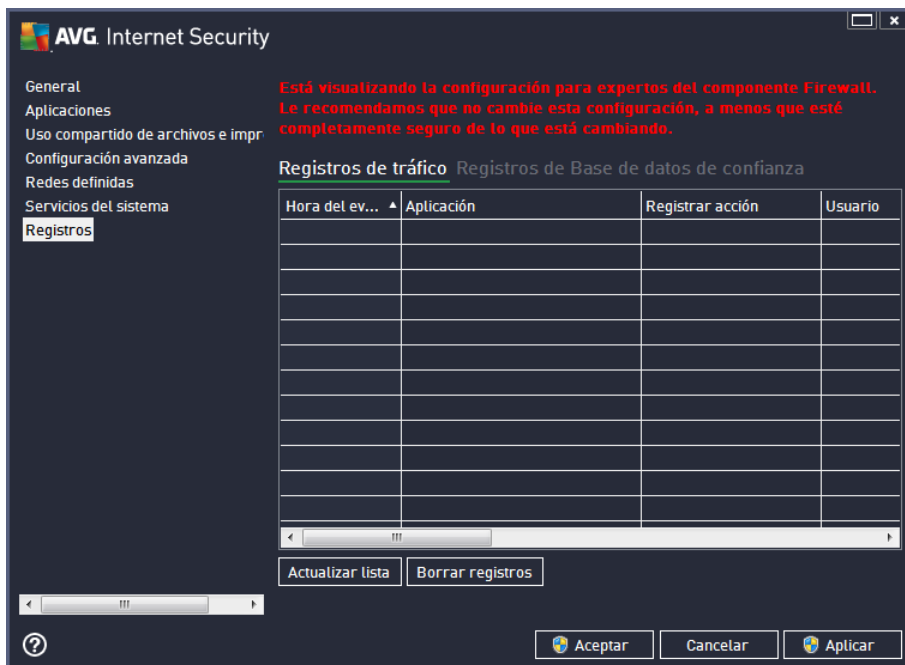 AVG. Internet Security
General
Aplicaciones
Uso compartido de archivos e impr
Configuración avanzada
Redes definidas
Servicios del sistema
Registros
Está visualizando la configuración para expertos del componente Firewall.
Le recomendamos que no cambie esta configuración, a menos que esté
completamente seguro de lo que está cambiando.
Registros de tráfico Registros de Base de datos de confianza
Hora del ev... Aplicación Registrar acción Usuario
Actualizar lista Borrar registros
Aceptar Cancelar Aplicar